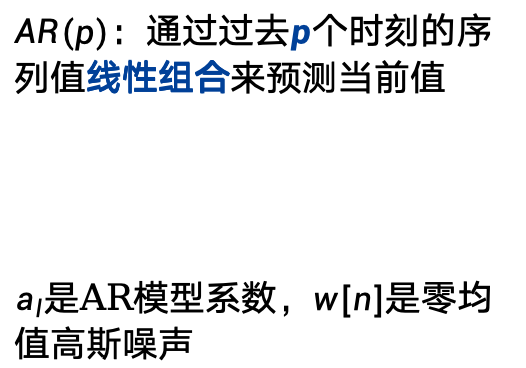 AR(p)：通过过去p个时刻的序
列值线性组合来预测当前值
aₗ是AR模型系数，w[n]是零均
值高斯噪声